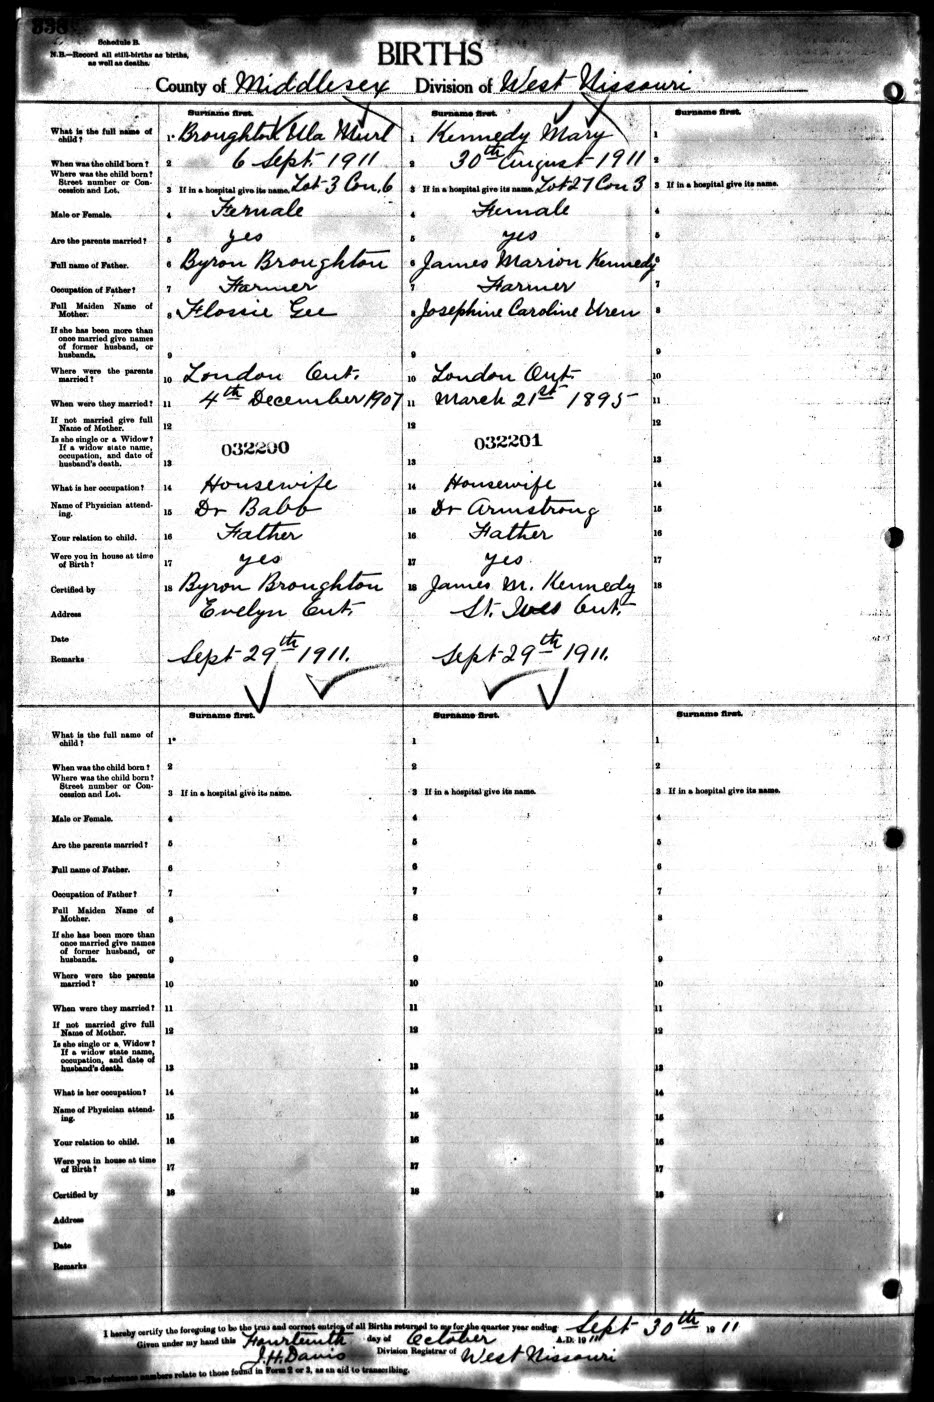 Schedule B.
N.B.—Record all still-births as births, as well as deaths.
BIRTHS
County of Middlesex Division of West Nissouri
Surname first. Surname first. Surname first.
What is the full name of child? 1 Broughton Ula Murl 1 Kennedy Mary 1
When was the child born? 2 6 Sept. 1911 2 30th August 1911 2
Where was the child born? Street number or Concession and Lot. 3 If in a hospital give its name. Lot 3 Con. 6 3 If in a hospital give its name. Lot 27 Con 3 3 If in a hospital give its name.
Male or Female. 4 Female 4 Female 4
Are the parents married? 5 yes 5 yes 5
Full name of Father. 6 Byron Broughton 6 James Marion Kennedy 6
Occupation of Father? 7 Farmer 7 Farmer 7
Full Maiden Name of Mother. 8 Flossie Gee 8 Josephine Caroline Uren 8
If she has been more than once married give names of former husband, or husbands. 9 9 9
Where were the parents married? 10 London Ont. 10 London Ont. 10
When were they married? 11 4th December 1907 11 March 21st 1895 11
If not married give full Name of Mother. 12 12 12
Is she single or a Widow? If a widow state name, occupation, and date of husband's death. 13 032200 13 032201 13
What is her occupation? 14 Housewife 14 Housewife 14
Name of Physician attending. 15 Dr Babb 15 Dr Armstrong 15
Your relation to child. 16 Father 16 Father 16
Were you in house at time of Birth? 17 yes 17 yes. 17
Certified by 18 Byron Broughton 18 James M. Kennedy 18
Address Evelyn Ont. St. Ives Ont.
Date
Remarks Sept 29th 1911. Sept 29th 1911.
Surname first. Surname first. Surname first.
What is the full name of child? 1 1 1
When was the child born? 2 2 2
Where was the child born? Street number or Concession and Lot. 3 If in a hospital give its name. 3 If in a hospital give its name. 3 If in a hospital give its name.
Male or Female. 4 4 4
Are the parents married? 5 5 5
Full name of Father. 6 6 6
Occupation of Father? 7 7 7
Full Maiden Name of Mother. 8 8 8
If she has been more than once married give names of former husband, or husbands. 9 9 9
Where were the parents married? 10 10 10
When were they married? 11 11 11
If not married give full Name of Mother. 12 12 12
Is she single or a Widow? If a widow state name, occupation, and date of husband's death. 13 13 13
What is her occupation? 14 14 14
Name of Physician attending. 15 15 15
Your relation to child. 16 16 16
Were you in house at time of Birth? 17 17 17
Certified by 18 18 18
Address
Date
Remarks
I hereby certify the foregoing to be the true and correct entries of all Births returned to me for the quarter year ending Sept 30th 1911
Given under my hand this Fourteenth day of October A.D. 1911
J. H. Davis Division Registrar of West Nissouri
—The reference numbers relate to those found in Form 2 or 3, as an aid to transcribing.